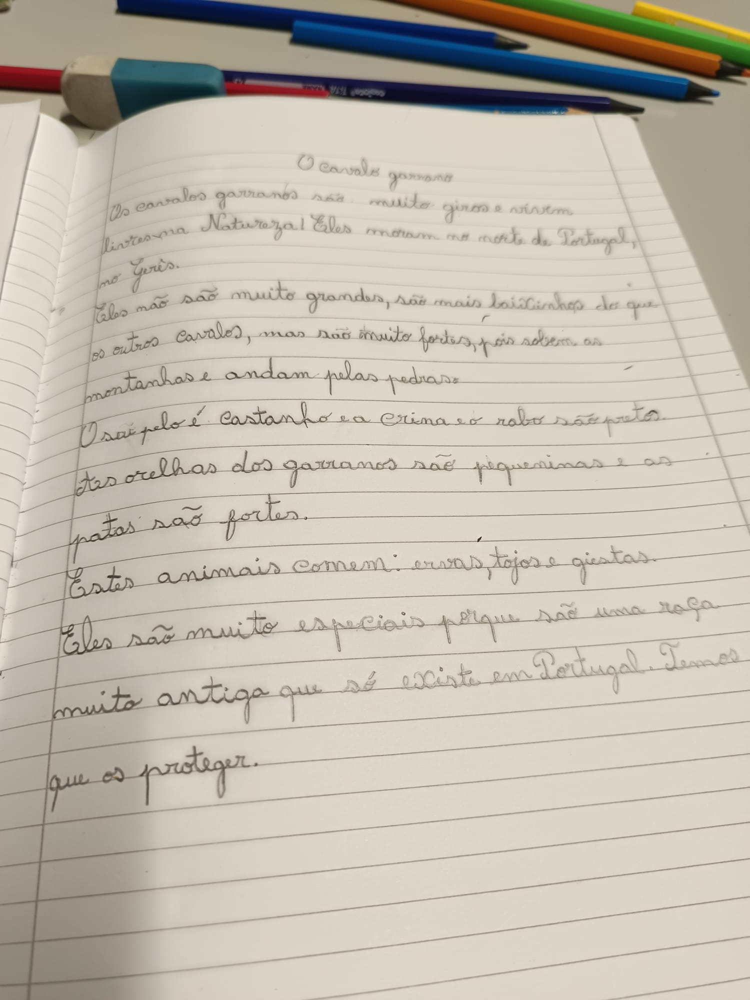 O cavalo garrano
Os cavalos garranos são muito giros e vivem
livres na Natureza! Eles moram no norte de Portugal,
no Gerês.
Eles não são muito grandes, são mais baixinhos do que
os outros cavalos, mas são muito fortes, pois sobem as
montanhas e andam pelas pedras.
O seu pelo é castanho e a crina e o rabo são pretos.
As orelhas dos garranos são pequeninas e as
patas são fortes.
Estes animais comem: ervas, tojos e giestas.
Eles são muito especiais porque são uma raça
muito antiga que só existe em Portugal. Temos
que os proteger.